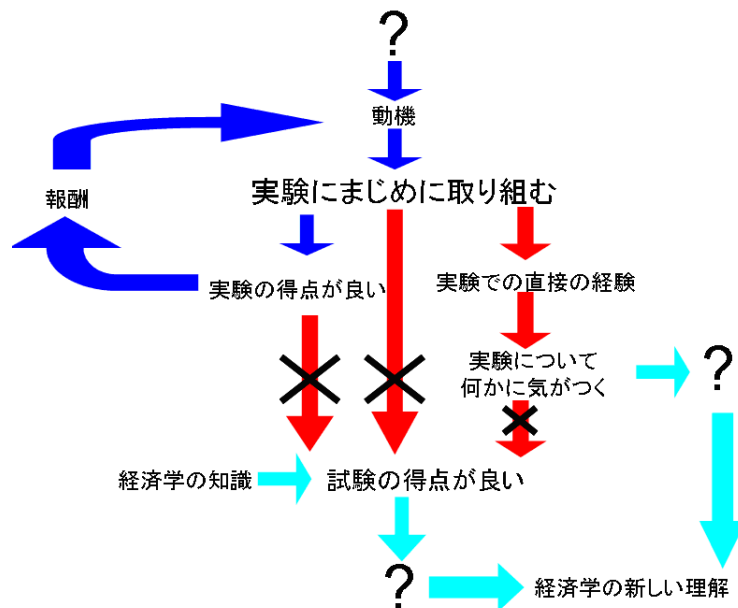 ?
動機
実験にまじめに取り組む
報酬
実験の得点が良い
実験での直接の経験
実験について
何かに気がつく
?
経済学の知識
試験の得点が良い
?
経済学の新しい理解